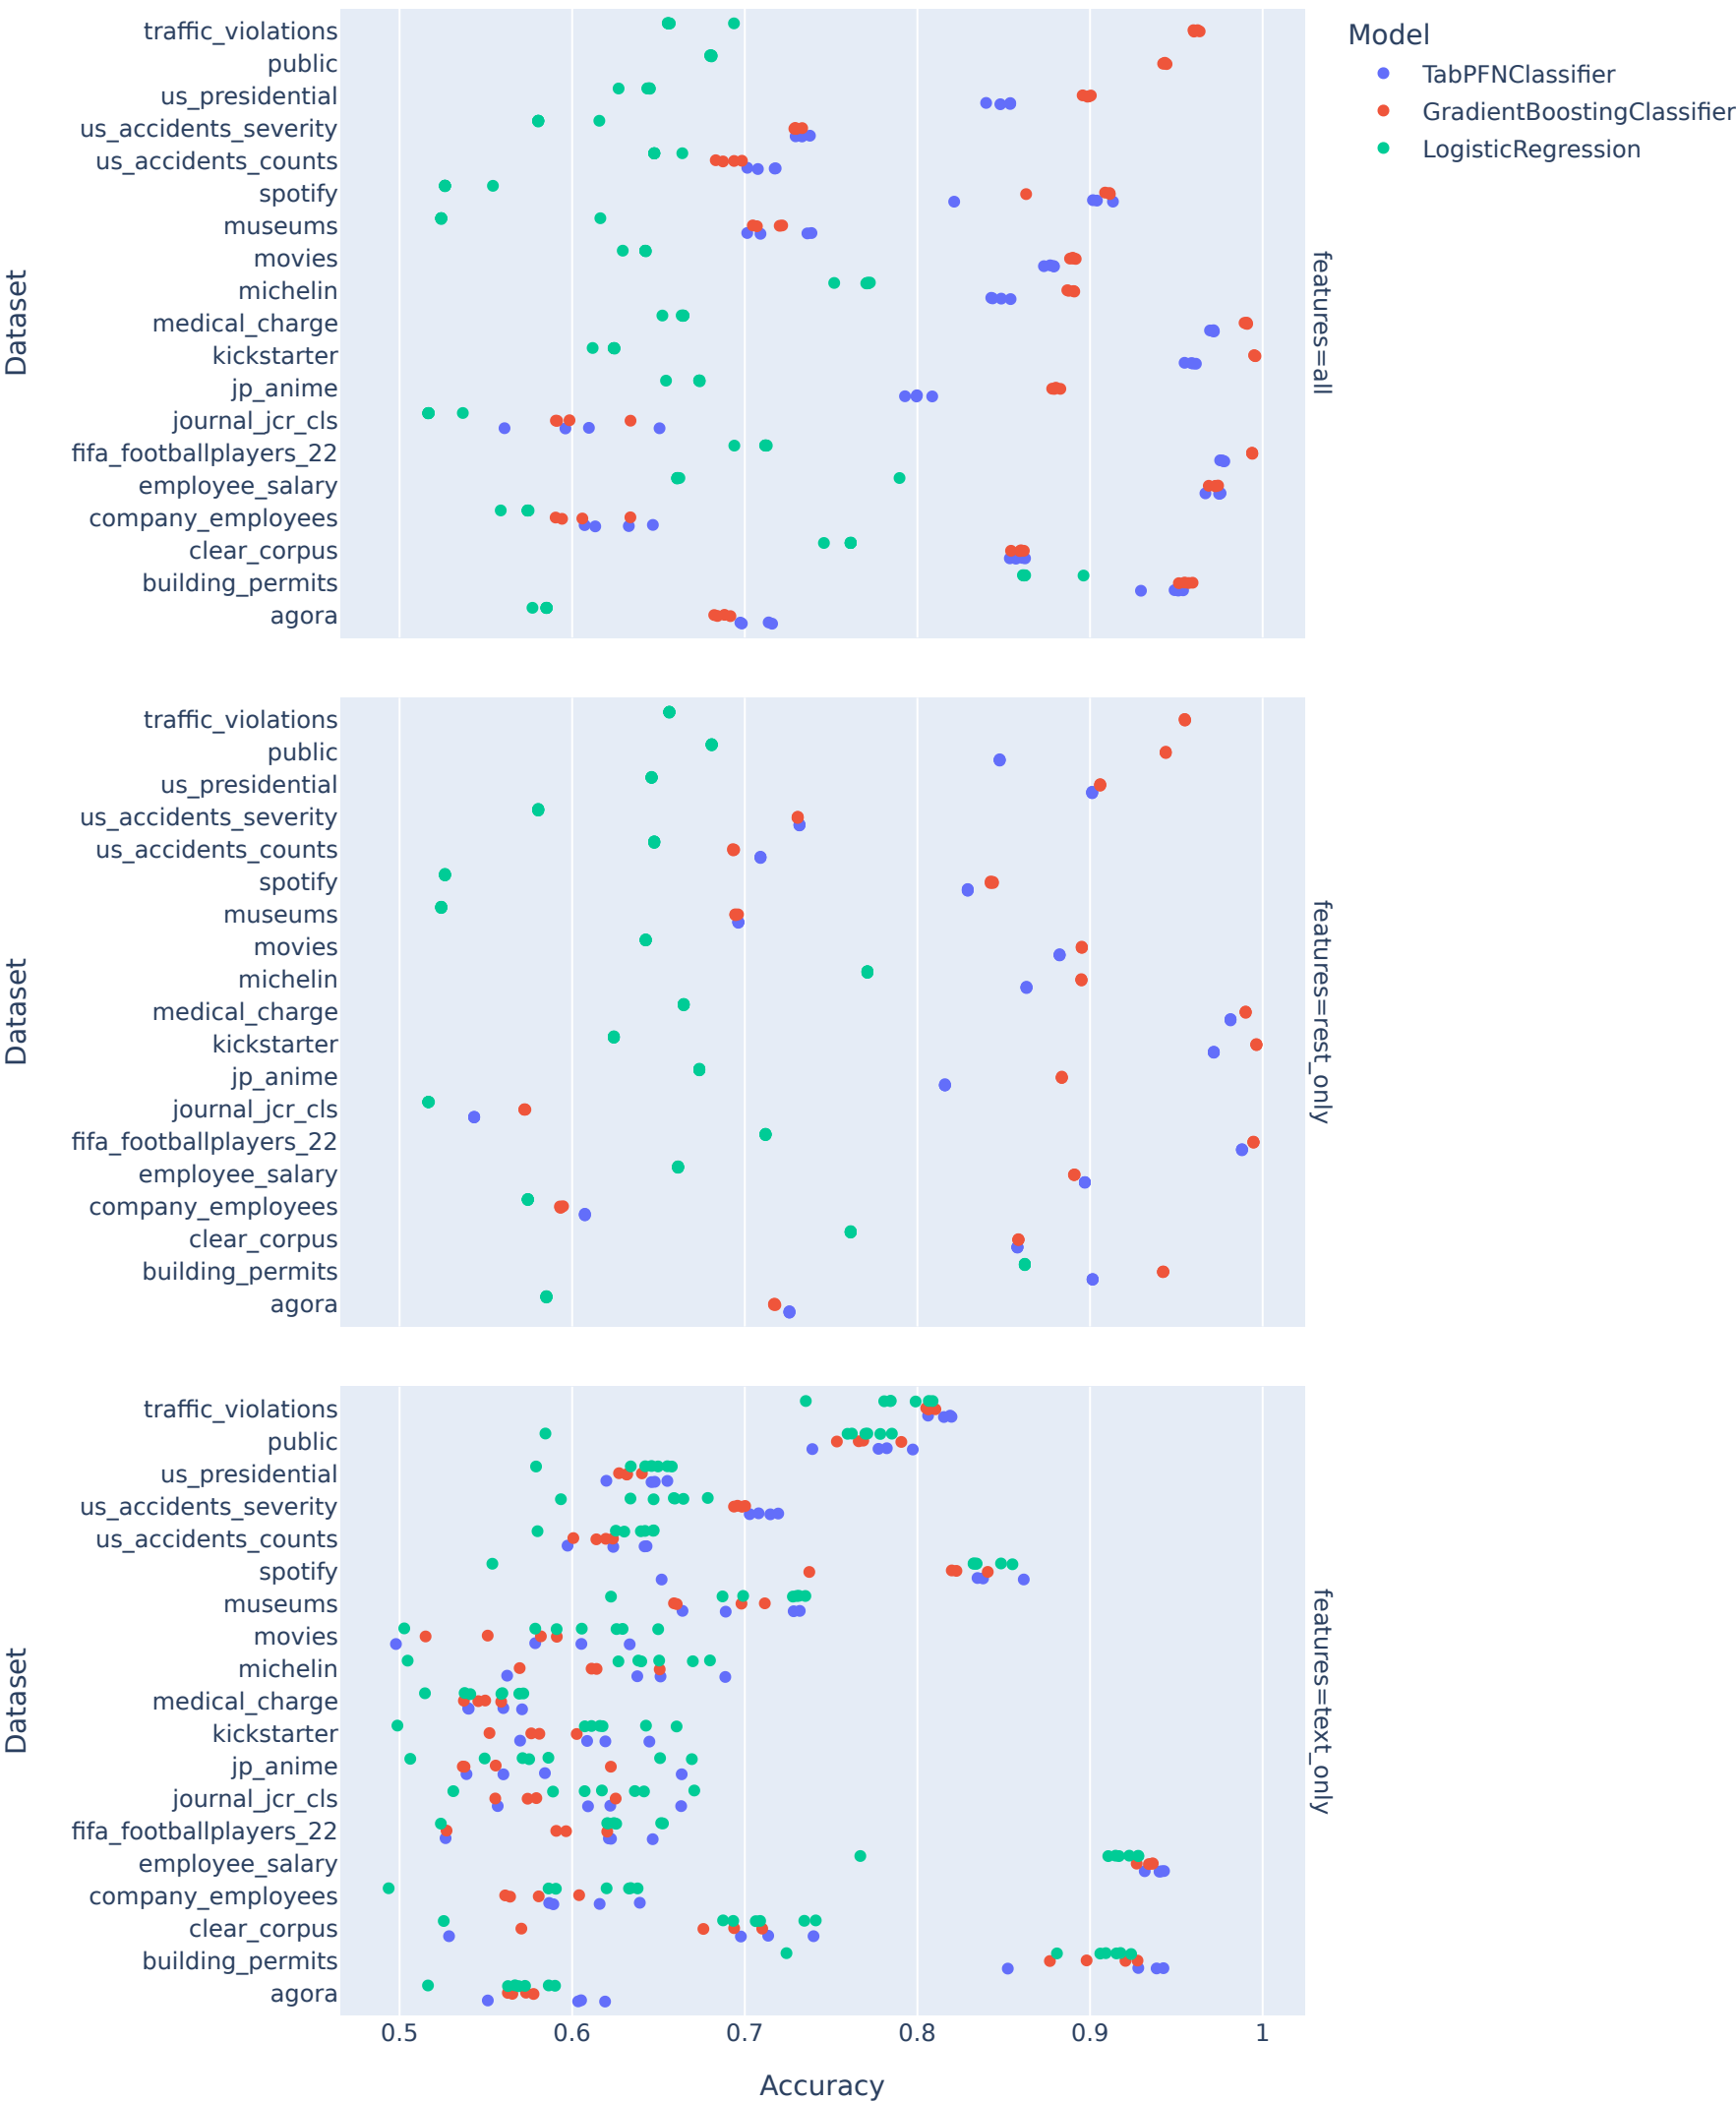 Model
TabPFNClassifier
GradientBoostingClassifier
LogisticRegression
Dataset
traffic_violations
public
us_presidential
us_accidents_severity
us_accidents_counts
spotify
museums
movies
michelin
medical_charge
kickstarter
jp_anime
journal_jcr_cls
fifa_footballplayers_22
employee_salary
company_employees
clear_corpus
building_permits
agora
features=all
Dataset
traffic_violations
public
us_presidential
us_accidents_severity
us_accidents_counts
spotify
museums
movies
michelin
medical_charge
kickstarter
jp_anime
journal_jcr_cls
fifa_footballplayers_22
employee_salary
company_employees
clear_corpus
building_permits
agora
features=rest_only
Dataset
traffic_violations
public
us_presidential
us_accidents_severity
us_accidents_counts
spotify
museums
movies
michelin
medical_charge
kickstarter
jp_anime
journal_jcr_cls
fifa_footballplayers_22
employee_salary
company_employees
clear_corpus
building_permits
agora
features=text_only
0.5 0.6 0.7 0.8 0.9 1
Accuracy